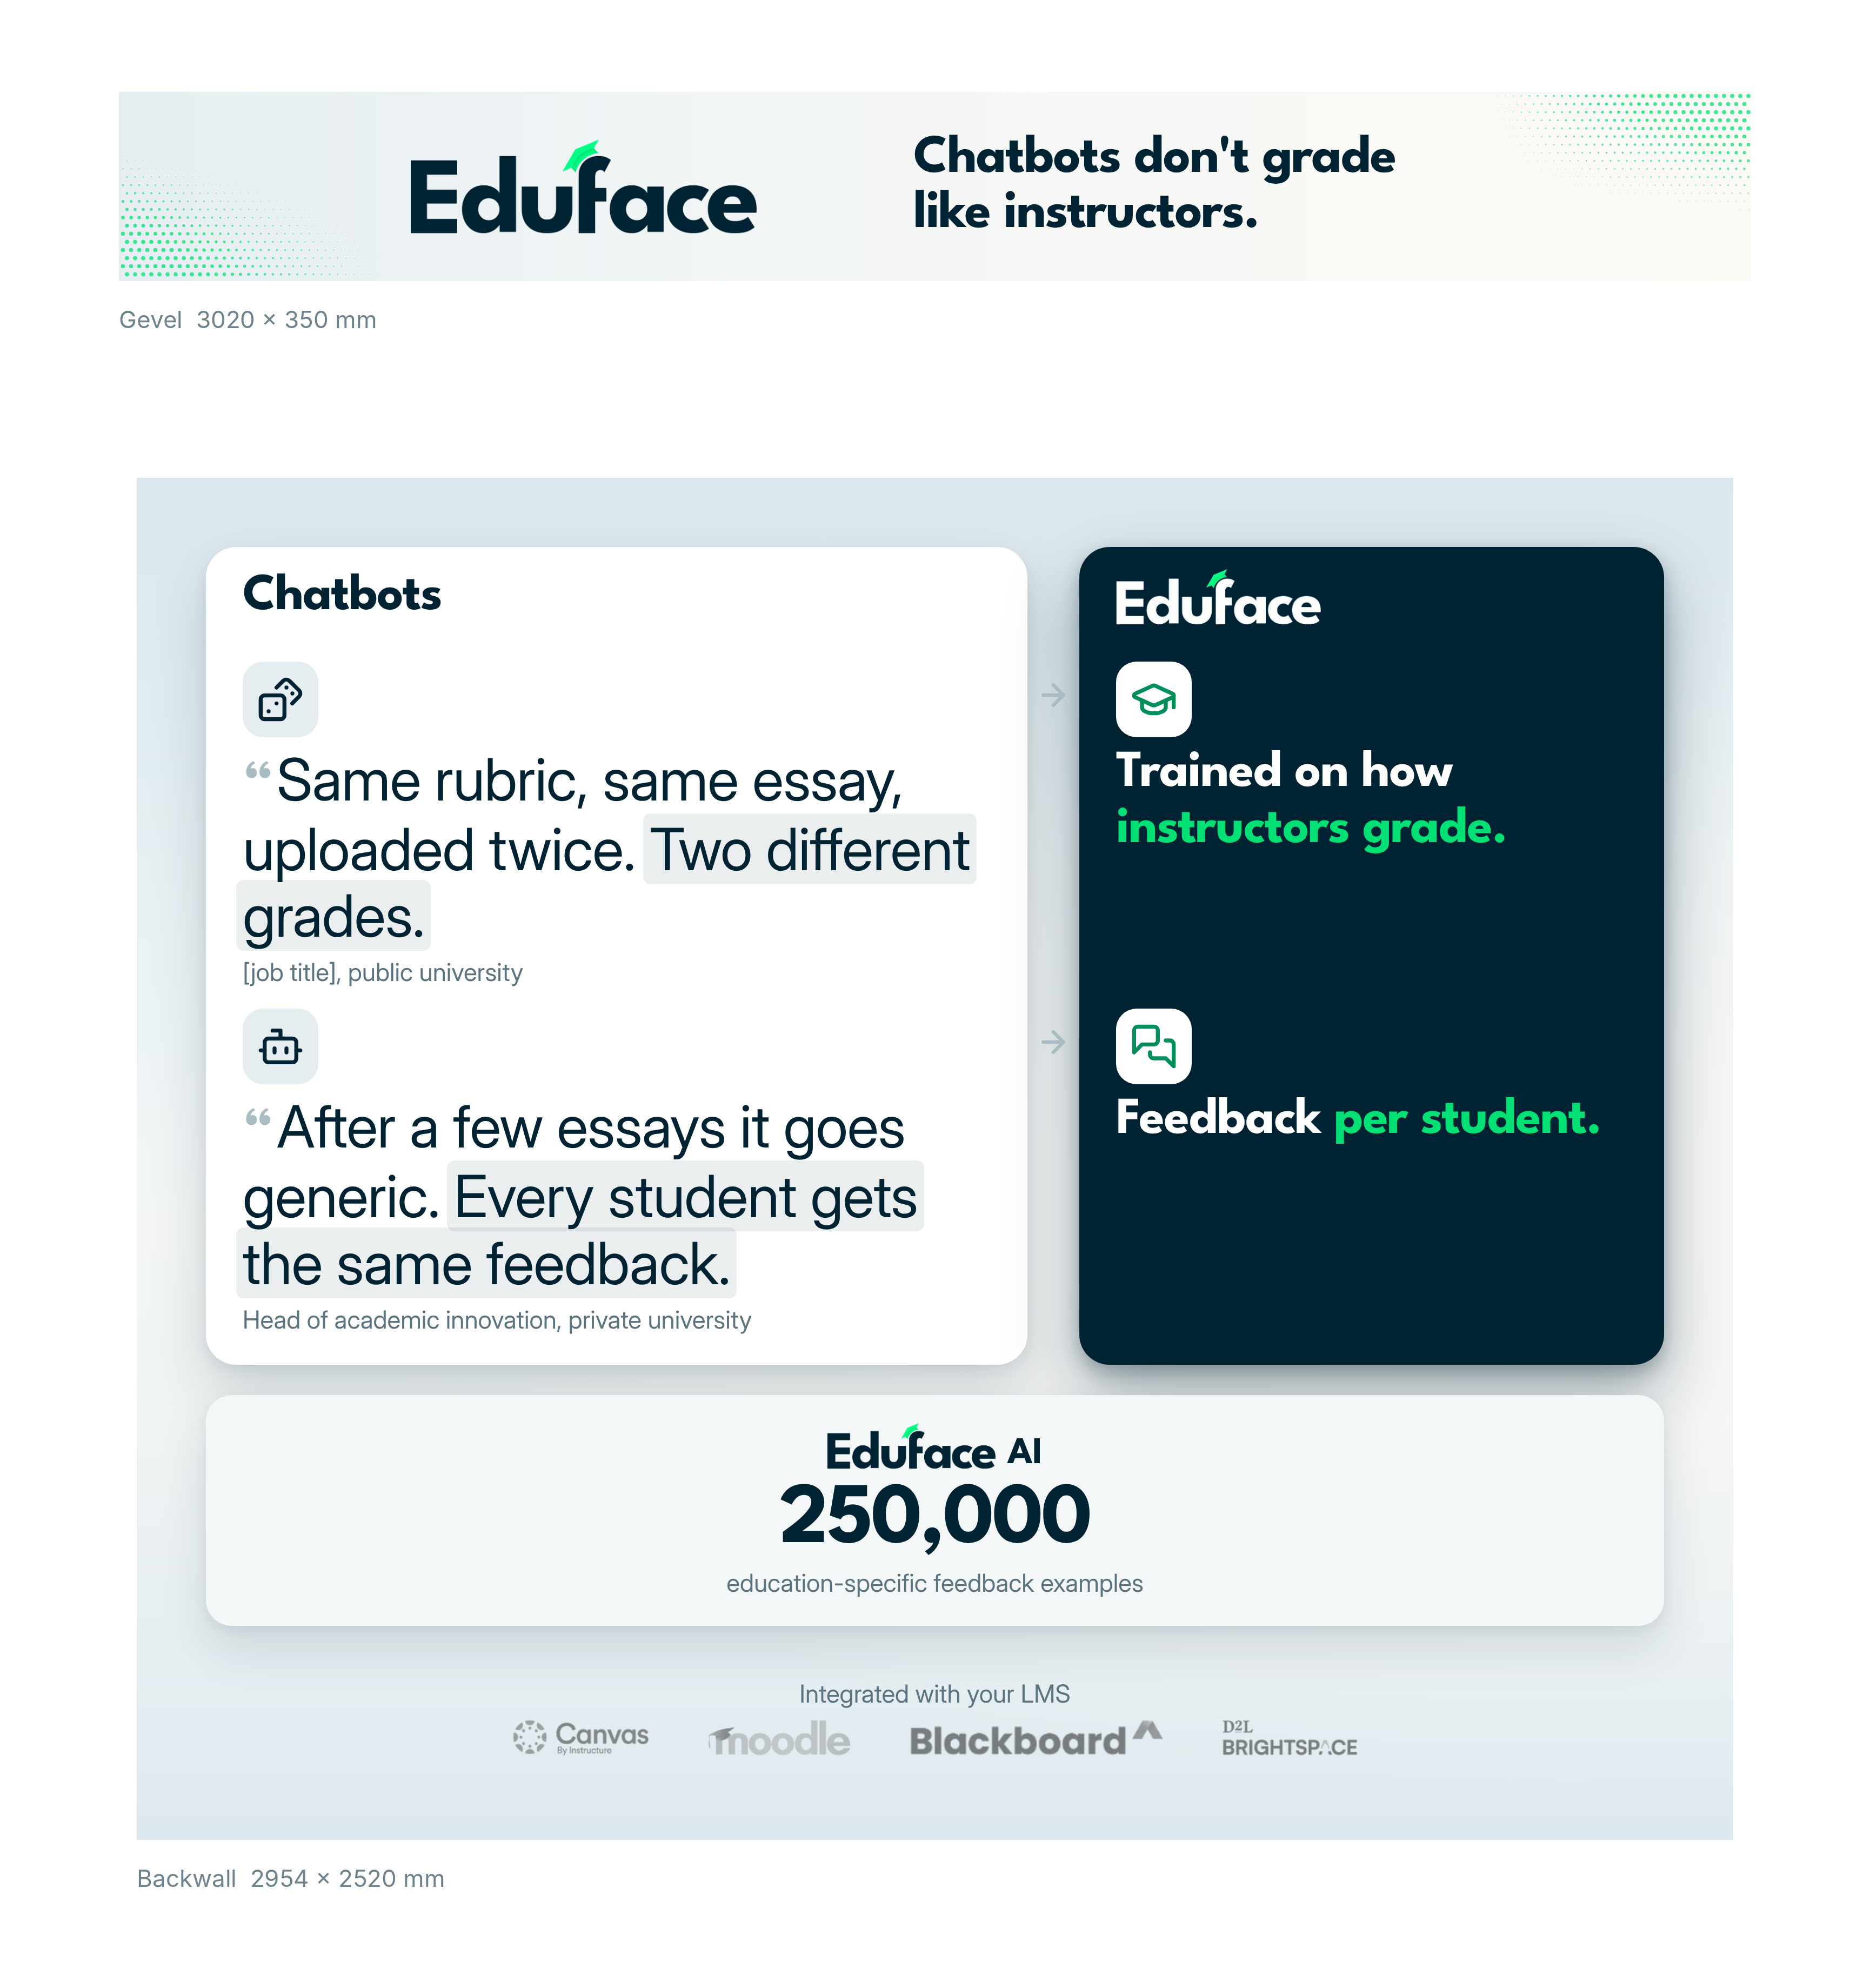 Eduface
Chatbots don't grade
like instructors.
Gevel 3020 × 350 mm
Chatbots
“Same rubric, same essay,
uploaded twice. Two different
grades.
[job title], public university
“After a few essays it goes
generic. Every student gets
the same feedback.
Head of academic innovation, private university
Eduface
Trained on how
instructors grade.
Feedback per student.
Eduface AI
250,000
education-specific feedback examples
Integrated with your LMS
Canvas
By Instructure
moodle
Blackboard
D2L
BRIGHTSPACE
Backwall 2954 × 2520 mm